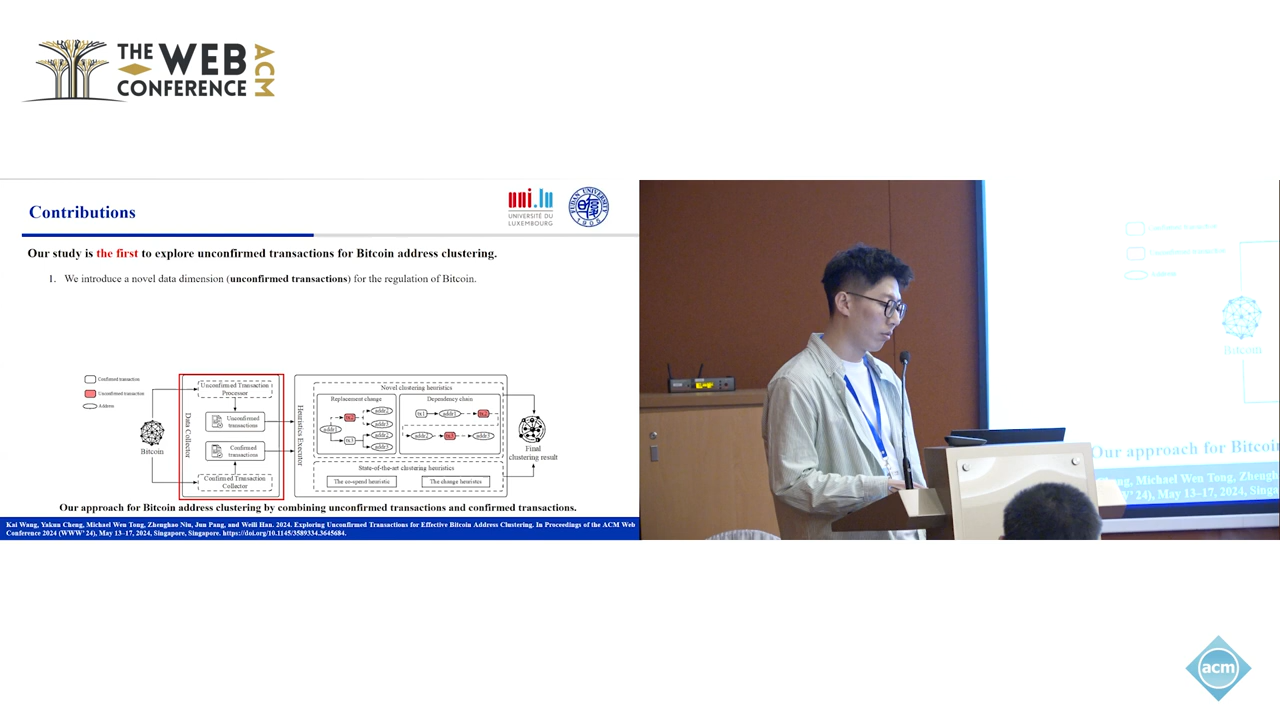 THE WEB
CONFERENCE
ACM
Contributions
uni.lu
UNIVERSITÉ DU
LUXEMBOURG
Our study is the first to explore unconfirmed transactions for Bitcoin address clustering.
1. We introduce a novel data dimension (unconfirmed transactions) for the regulation of Bitcoin.
Confirmed transaction
Unconfirmed transaction
Address
Bitcoin
Data Collector
Unconfirmed Transaction
Processor
Unconfirmed
transactions
Confirmed
transactions
Confirmed Transaction
Collector
Heuristics Executor
Novel clustering heuristics
Replacement change
Dependency chain
State-of-the-art clustering heuristics
The co-spend heuristic
The change heuristics
Final
clustering result
Our approach for Bitcoin address clustering by combining unconfirmed transactions and confirmed transactions.
Kai Wang, Yakun Cheng, Michael Wen Tong, Zhenghao Niu, Jun Pang, and Weili Han. 2024. Exploring Unconfirmed Transactions for Effective Bitcoin Address Clustering. In Proceedings of the ACM Web
Conference 2024 (WWW' 24), May 13–17, 2024, Singapore, Singapore. https://doi.org/10.1145/3589334.3645684.
Bitcoin
Our approach for Bitcoi
Michael Wen Tong, Zhengh
24), May 13–17, 2024, Singa
acm